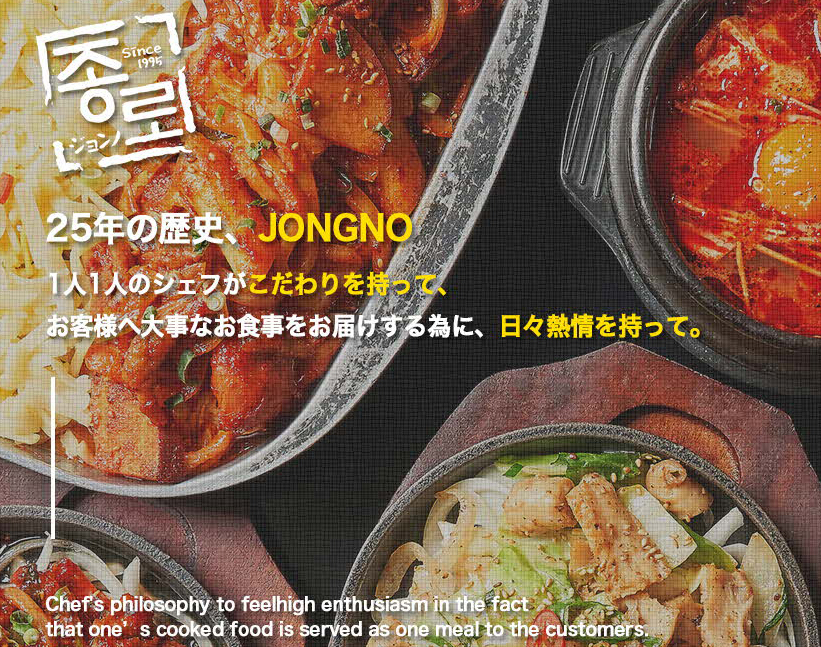 종로
Since
1995
ジョンノ
25年の歴史、JONGNO
1人1人のシェフがこだわりを持って、
お客様へ大事なお食事をお届けする為に、日々熱情を持って。
Chef's philosophy to feelhigh enthusiasm in the fact
that one's cooked food is served as one meal to the customers.